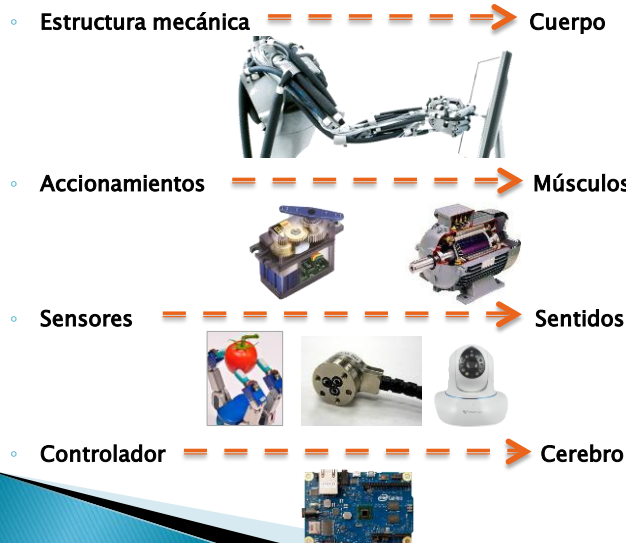 Estructura mecánica Cuerpo
Accionamientos Músculos
Sensores Sentidos
Controlador Cerebro